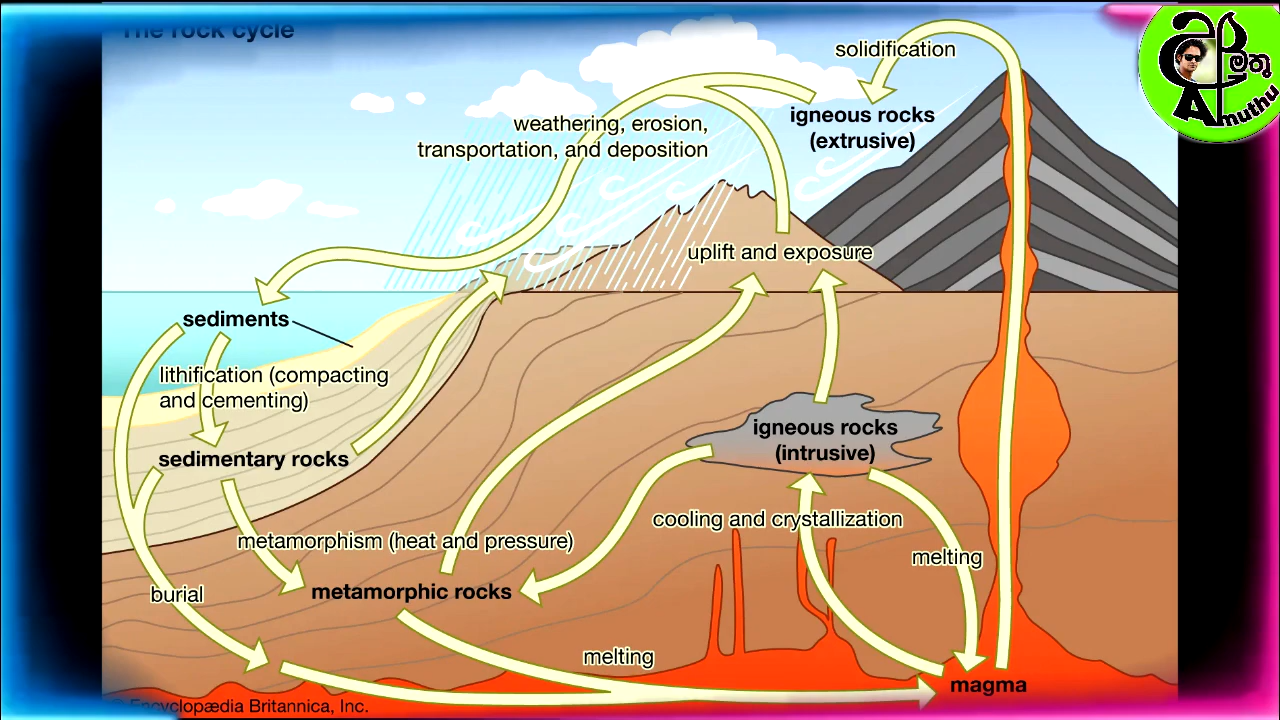 The rock cycle
solidification
igneous rocks
(extrusive)
weathering, erosion,
transportation, and deposition
uplift and exposure
sediments
lithification (compacting
and cementing)
sedimentary rocks
igneous rocks
(intrusive)
cooling and crystallization
metamorphism (heat and pressure)
melting
burial
metamorphic rocks
melting
magma
Encyclopædia Britannica, Inc.
muthu